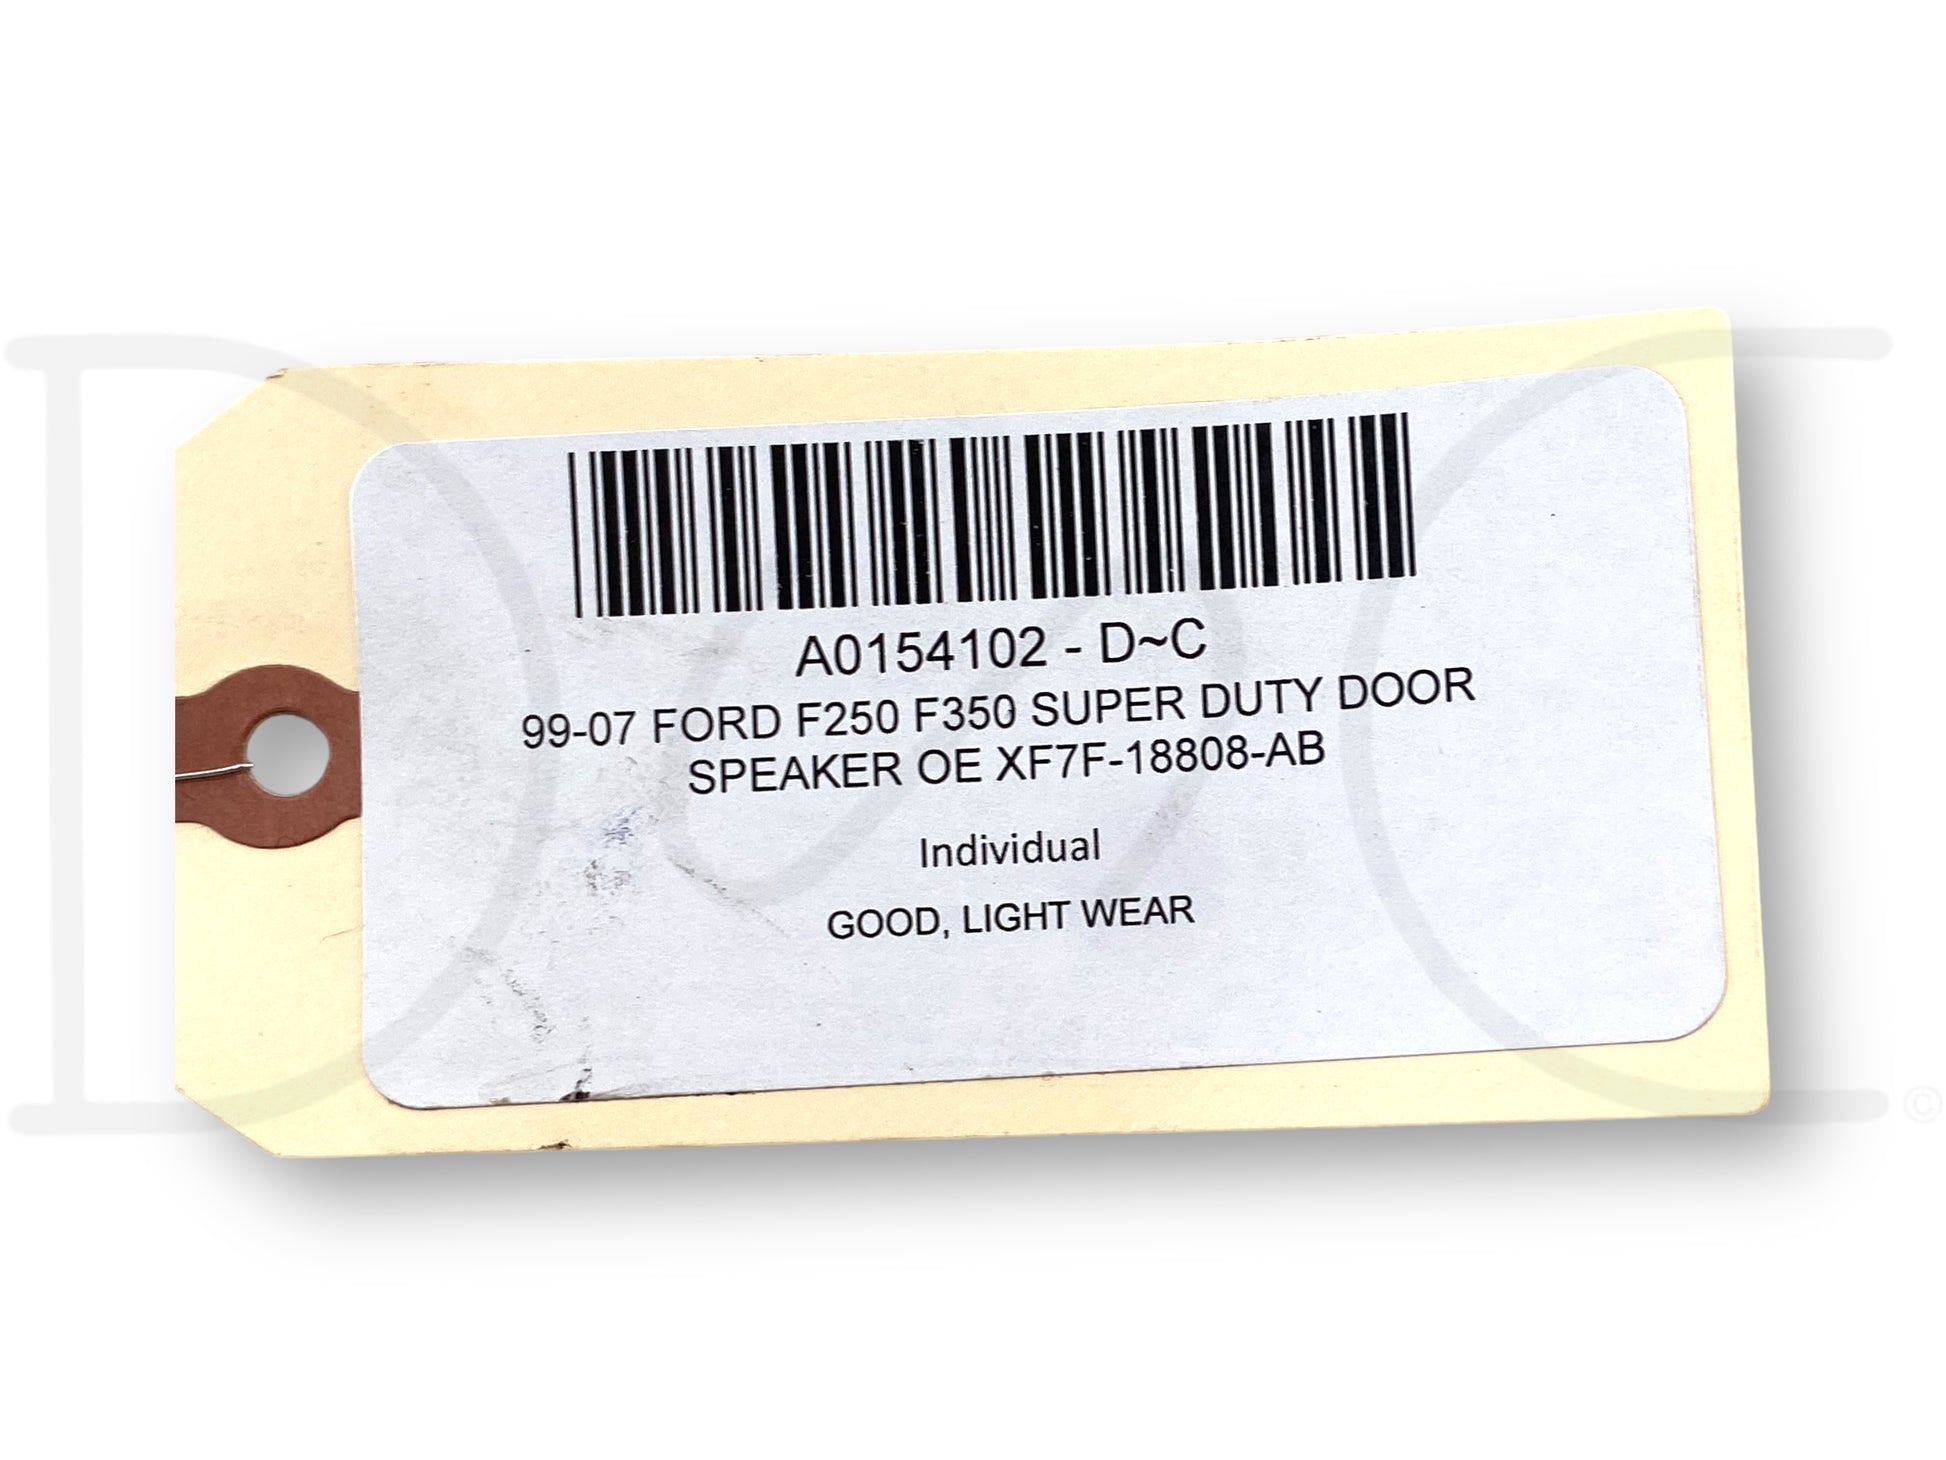 A0154102 - D~C
99-07 FORD F250 F350 SUPER DUTY DOOR
SPEAKER OE XF7F-18808-AB
Individual
GOOD, LIGHT WEAR
D C
©